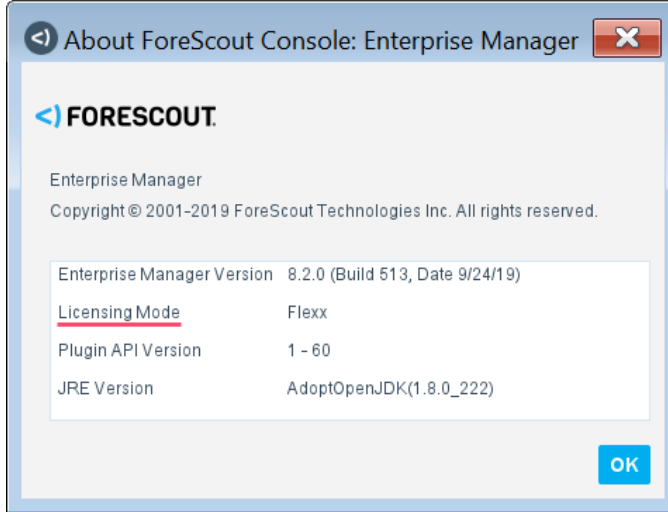 About ForeScout Console: Enterprise Manager
FORESCOUT.
Enterprise Manager
Copyright © 2001-2019 ForeScout Technologies Inc. All rights reserved.
Enterprise Manager Version 8.2.0 (Build 513, Date 9/24/19)
Licensing Mode Flexx
Plugin API Version 1 - 60
JRE Version AdoptOpenJDK(1.8.0_222)
OK